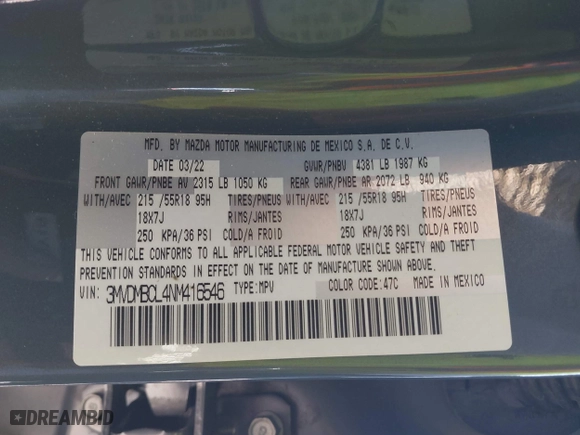 MFD. BY MAZDA MOTOR MANUFACTURING DE MEXICO S.A. DE C.V.
DATE 03/22 GVWR/PNBV 4381 LB 1987 KG
FRONT GAWR/PNBE AV 2315 LB 1050 KG REAR GAWR/PNBE AR 2072 LB 940 KG
WITH/AVEC 215 /55R18 95H TIRES/PNEUS WITH/AVEC 215 /55R18 95H TIRES/PNEUS
18X7J RIMS/JANTES 18X7J RIMS/JANTES
250 KPA/36 PSI COLD/A FROID 250 KPA/36 PSI COLD/A FROID
THIS VEHICLE CONFORMS TO ALL APPLICABLE FEDERAL MOTOR VEHICLE SAFETY AND THEFT
PREVENTION STANDARDS IN EFFECT ON THE DATE OF MANUFACTURE SHOWN ABOVE.
VIN: 3MVDMBCL4NM416546 TYPE:MPV COLOR CODE: 47C MADE IN MEXICO
DREAMBID